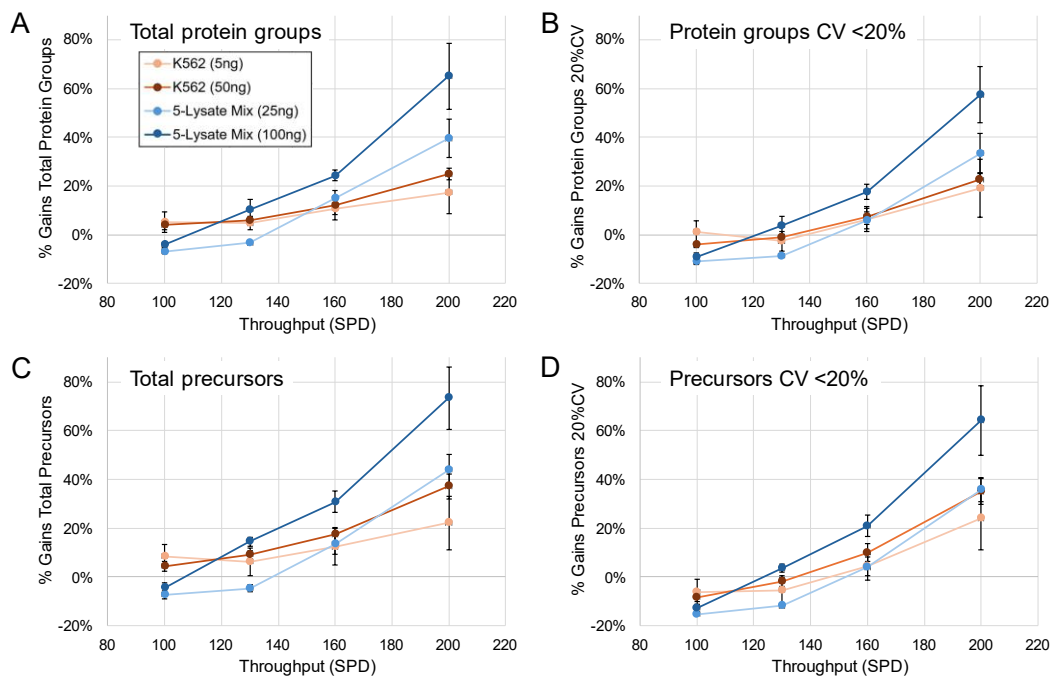 A
Total protein groups
K562 (5ng)
K562 (50ng)
5-Lysate Mix (25ng)
5-Lysate Mix (100ng)
% Gains Total Protein Groups
80%
60%
40%
20%
0%
-20%
80 100 120 140 160 180 200 220
Throughput (SPD)
B
Protein groups CV <20%
% Gains Protein Groups 20%CV
80%
60%
40%
20%
0%
-20%
80 100 120 140 160 180 200 220
Throughput (SPD)
C
Total precursors
% Gains Total Precursors
80%
60%
40%
20%
0%
-20%
80 100 120 140 160 180 200 220
Throughput (SPD)
D
Precursors CV <20%
% Gains Precursors 20%CV
80%
60%
40%
20%
0%
-20%
80 100 120 140 160 180 200 220
Throughput (SPD)